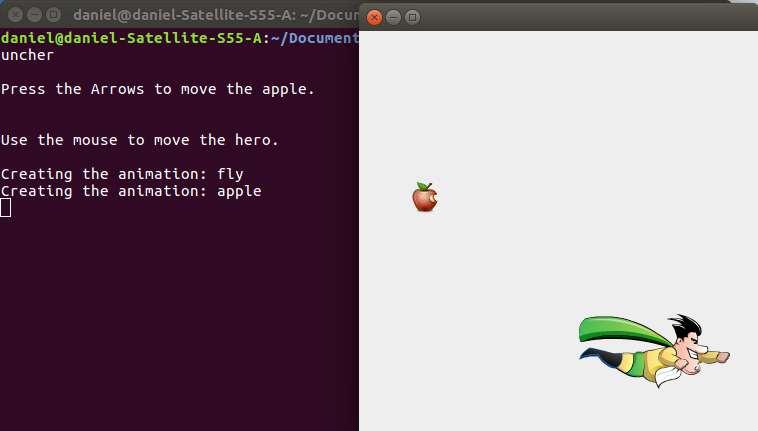 daniel@daniel-Satellite-S55-A: ~/Docum
daniel@daniel-Satellite-S55-A:~/Document
uncher
Press the Arrows to move the apple.
Use the mouse to move the hero.
Creating the animation: fly
Creating the animation: apple